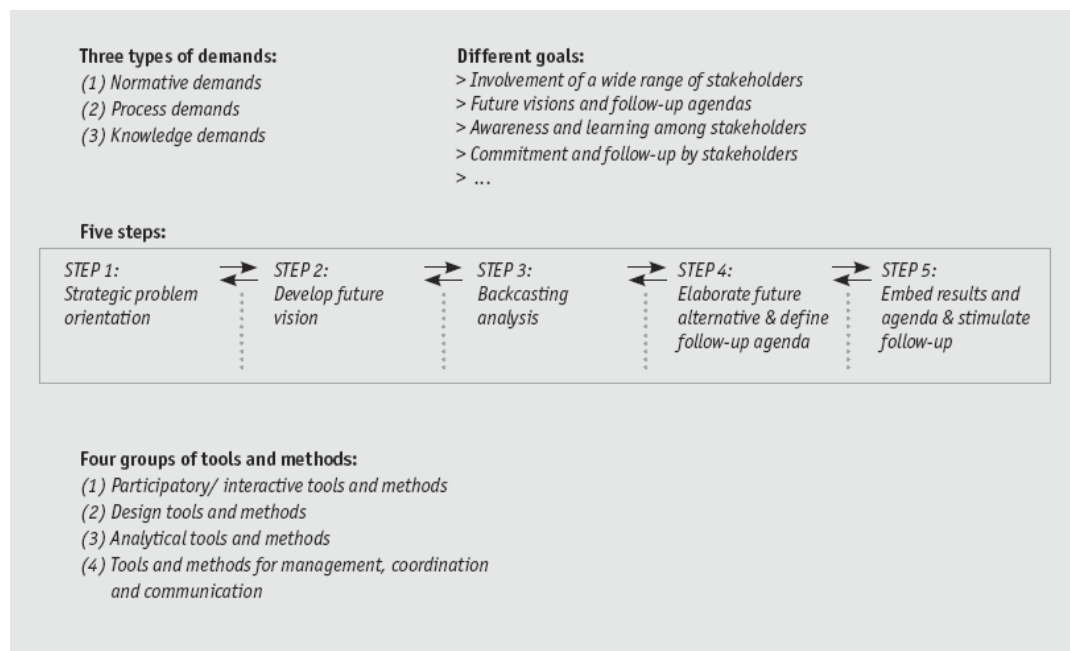 Three types of demands:
(1) Normative demands
(2) Process demands
(3) Knowledge demands
Different goals:
> Involvement of a wide range of stakeholders
> Future visions and follow-up agendas
> Awareness and learning among stakeholders
> Commitment and follow-up by stakeholders
> ...
Five steps:
STEP 1:
Strategic problem
orientation
STEP 2:
Develop future
vision
STEP 3:
Backcasting
analysis
STEP 4:
Elaborate future
alternative & define
follow-up agenda
STEP 5:
Embed results and
agenda & stimulate
follow-up
Four groups of tools and methods:
(1) Participatory/ interactive tools and methods
(2) Design tools and methods
(3) Analytical tools and methods
(4) Tools and methods for management, coordination
and communication